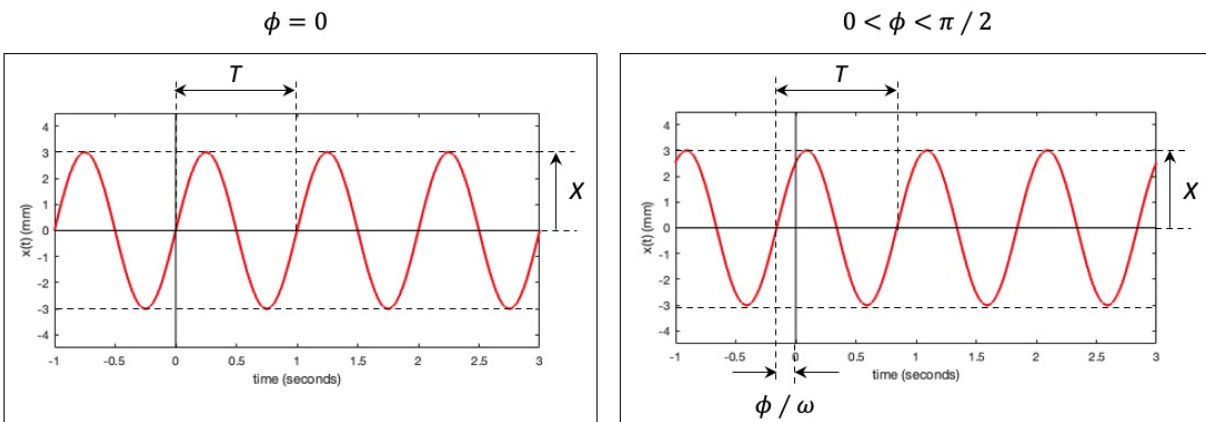 ϕ = 0
T
4
3
2
1
0
-1
-2
-3
-4
x(t) (mm)
X
-1 -0.5 0 0.5 1 1.5 2 2.5 3
time (seconds)
0 < ϕ < π / 2
T
4
3
2
1
0
-1
-2
-3
-4
x(t) (mm)
X
-1 -0.5 0 0.5 1 1.5 2 2.5 3
time (seconds)
ϕ / ω